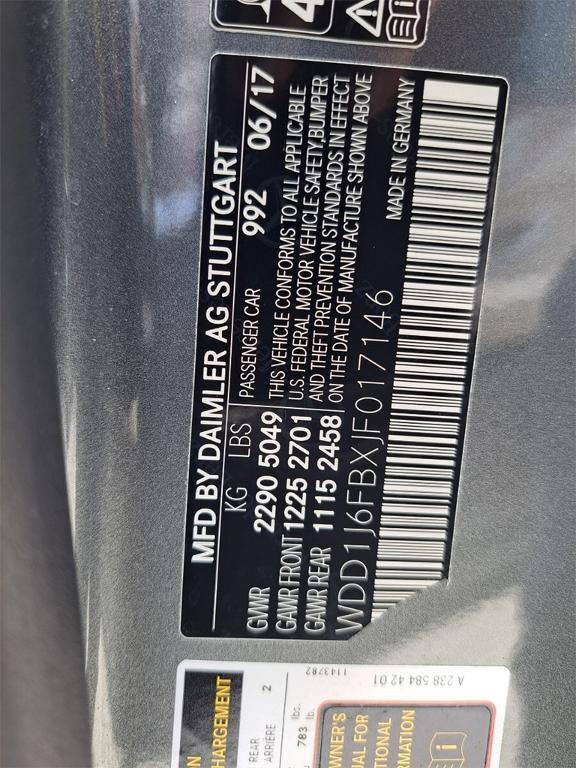 4
MFD BY DAIMLER AG STUTTGART
KG LBS PASSENGER CAR 992 06/17
GVWR 2290 5049 THIS VEHICLE CONFORMS TO ALL APPLICABLE
GAWR FRONT 1225 2701 U.S. FEDERAL MOTOR VEHICLE SAFETY, BUMPER
GAWR REAR 1115 2458 AND THEFT PREVENTION STANDARDS IN EFFECT
ON THE DATE OF MANUFACTURE SHOWN ABOVE
WDD1J6FBXJF017146 MADE IN GERMANY
REAR
ARRIÈRE
2
783 lbs.
lb.
1143782
A 238 584 42 01